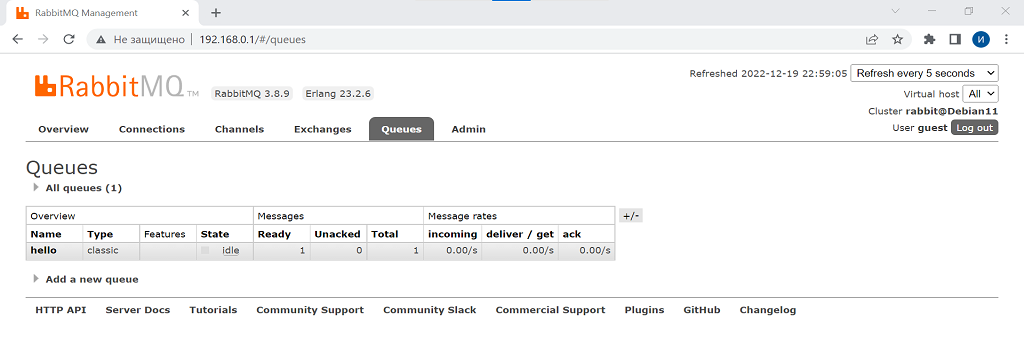 RabbitMQ Management
Не защищено | 192.168.0.1/#/queues
И
Refreshed 2022-12-19 22:59:05 Refresh every 5 seconds
RabbitMQ TM RabbitMQ 3.8.9 Erlang 23.2.6
Virtual host All
Cluster rabbit@Debian11
User guest Log out
Overview Connections Channels Exchanges Queues Admin
Queues
All queues (1)
Overview Messages Message rates +/-
Name Type Features State Ready Unacked Total incoming deliver / get ack
hello classic idle 1 0 1 0.00/s 0.00/s 0.00/s
Add a new queue
HTTP API Server Docs Tutorials Community Support Community Slack Commercial Support Plugins GitHub Changelog